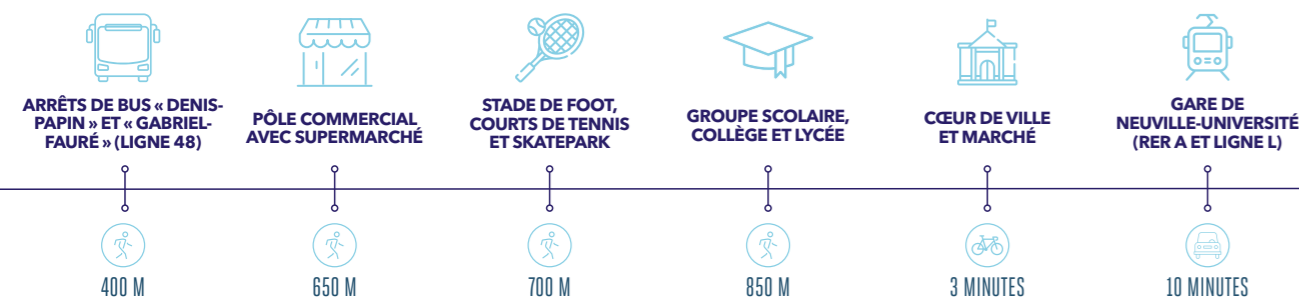 ARRÊTS DE BUS « DENIS-
PAPIN » ET « GABRIEL-
FAURÉ » (LIGNE 48)
PÔLE COMMERCIAL
AVEC SUPERMARCHÉ
STADE DE FOOT,
COURTS DE TENNIS
ET SKATEPARK
GROUPE SCOLAIRE,
COLLÈGE ET LYCÉE
CŒUR DE VILLE
ET MARCHÉ
GARE DE
NEUVILLE-UNIVERSITÉ
(RER A ET LIGNE L)
400 M
650 M
700 M
850 M
3 MINUTES
10 MINUTES